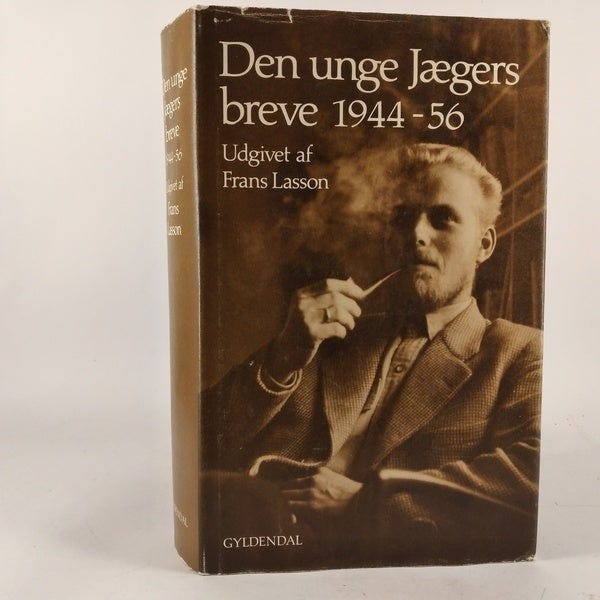 Den unge Jægers
breve 1944-56
Udgivet af
Frans Lasson
GYLDENDAL
Den unge
Jægers
breve
1944-56
Udgivet af
Frans
Lasson